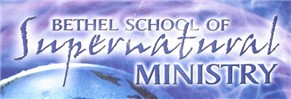 BETHEL SCHOOL OF
Supernatural
MINISTRY